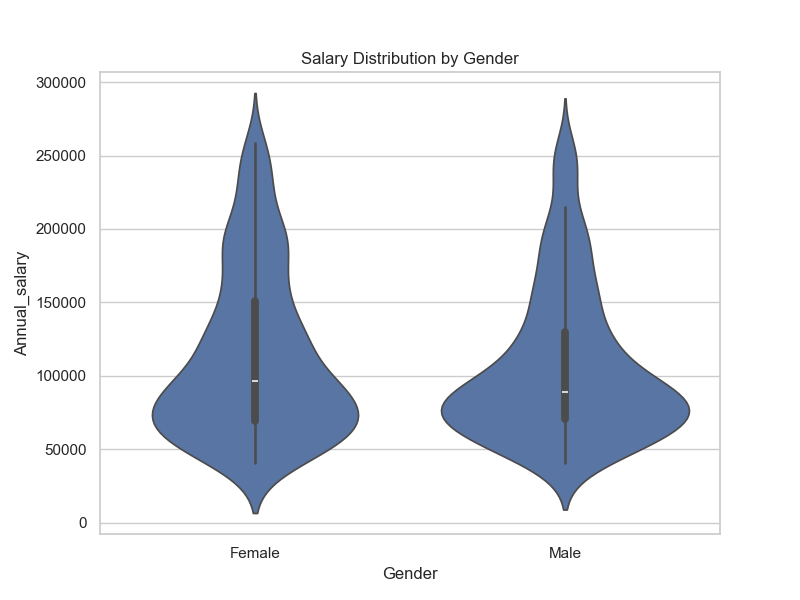 Salary Distribution by Gender
300000
250000
200000
150000
100000
50000
0
Annual_salary
Female
Male
Gender